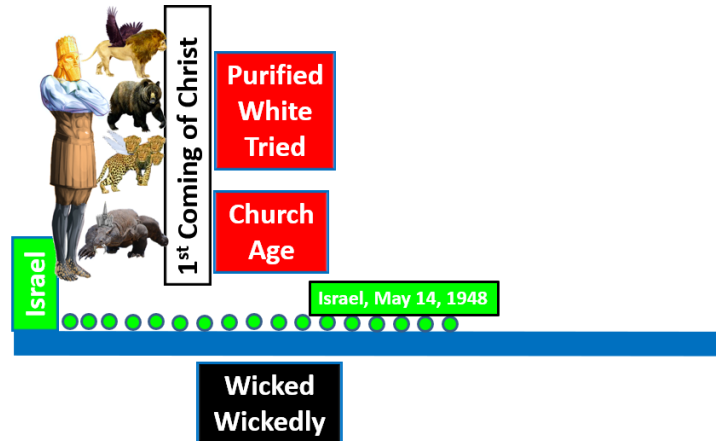 Israel
1st Coming of Christ
Purified
White
Tried
Church
Age
Israel, May 14, 1948
Wicked
Wickedly